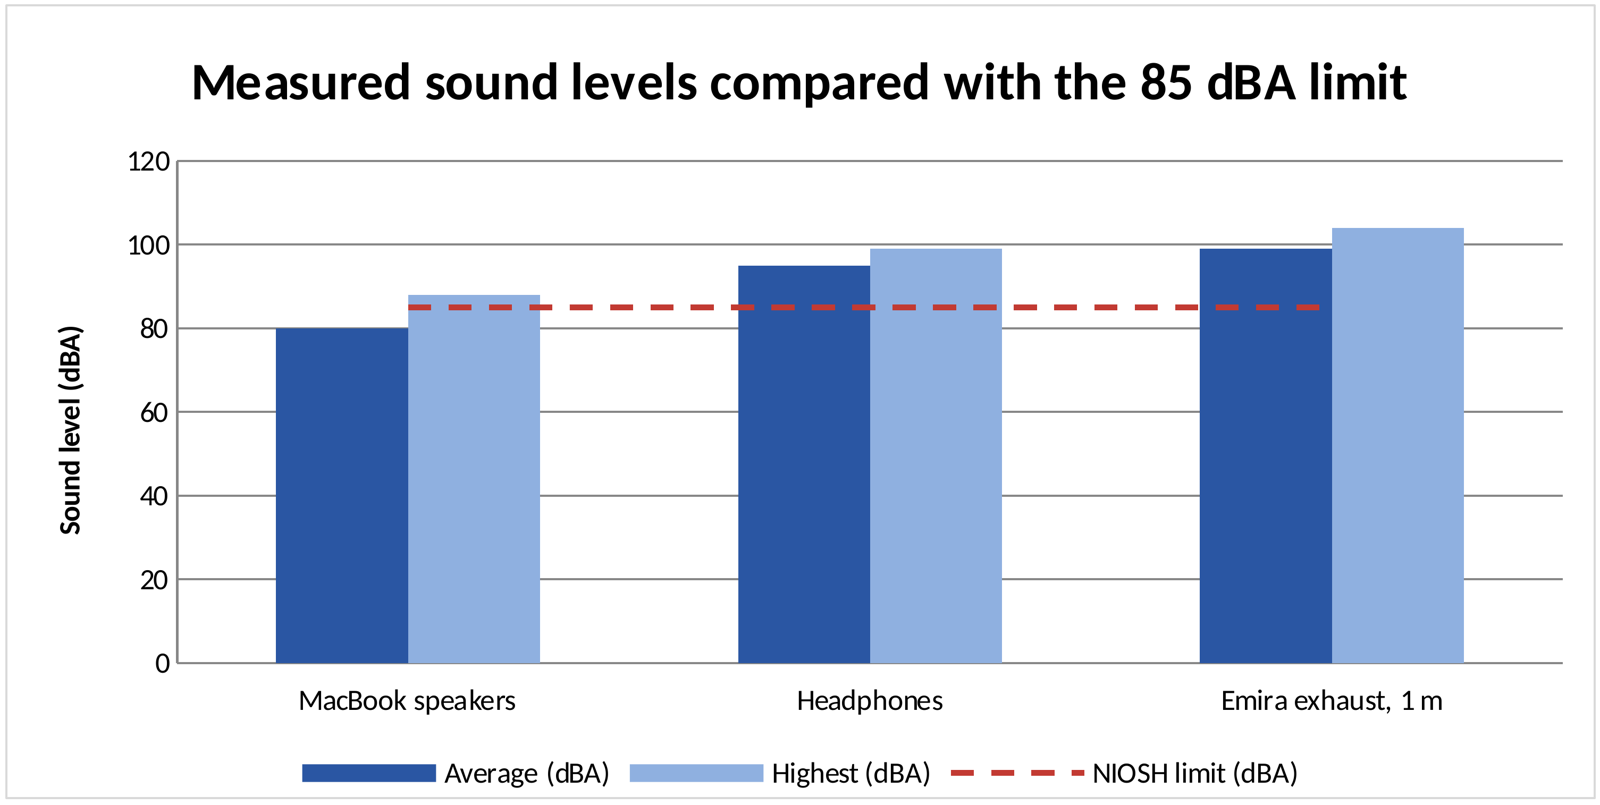 Measured sound levels compared with the 85 dBA limit
120
100
80
60
40
20
0
Sound level (dBA)
MacBook speakers
Headphones
Emira exhaust, 1 m
Average (dBA)
Highest (dBA)
NIOSH limit (dBA)